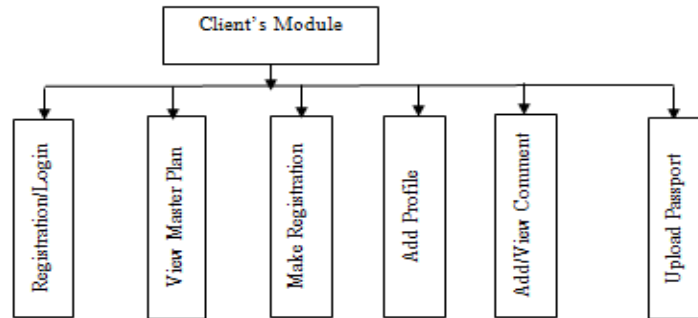 Client's Module
Registration/Login
View Master Plan
Make Registration
Add Profile
Add/View Comment
Upload Passport